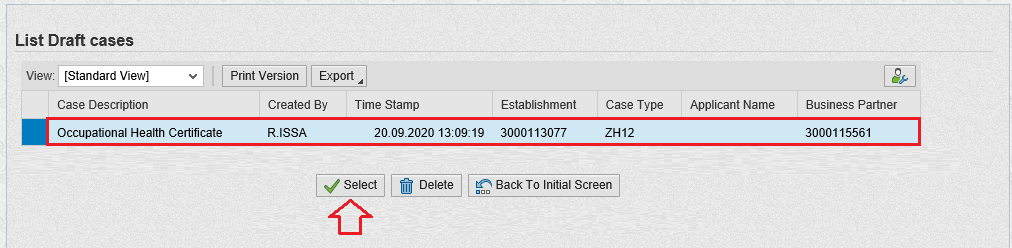 List Draft cases
View: [Standard View] Print Version Export
Case Description Created By Time Stamp Establishment Case Type Applicant Name Business Partner
Occupational Health Certificate R.ISSA 20.09.2020 13:09:19 3000113077 ZH12 3000115561
Select Delete Back To Initial Screen